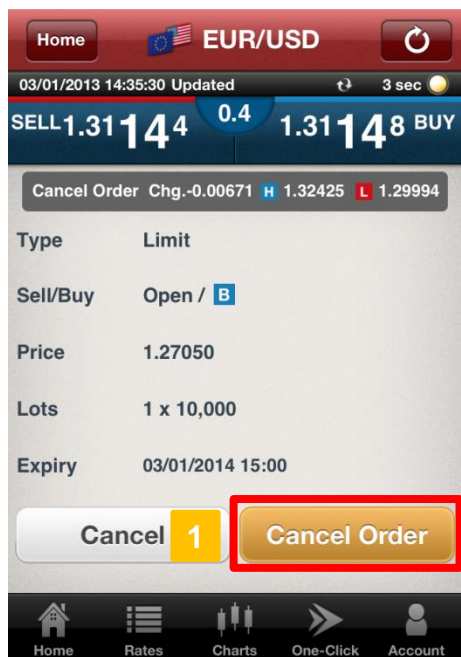 Home EUR/USD
03/01/2013 14:35:30 Updated 3 sec
SELL 1.31144 0.4 1.31148 BUY
Cancel Order Chg.-0.00671 H 1.32425 L 1.29994
Type Limit
Sell/Buy Open / B
Price 1.27050
Lots 1 x 10,000
Expiry 03/01/2014 15:00
Cancel 1 Cancel Order
Home Rates Charts One-Click Account